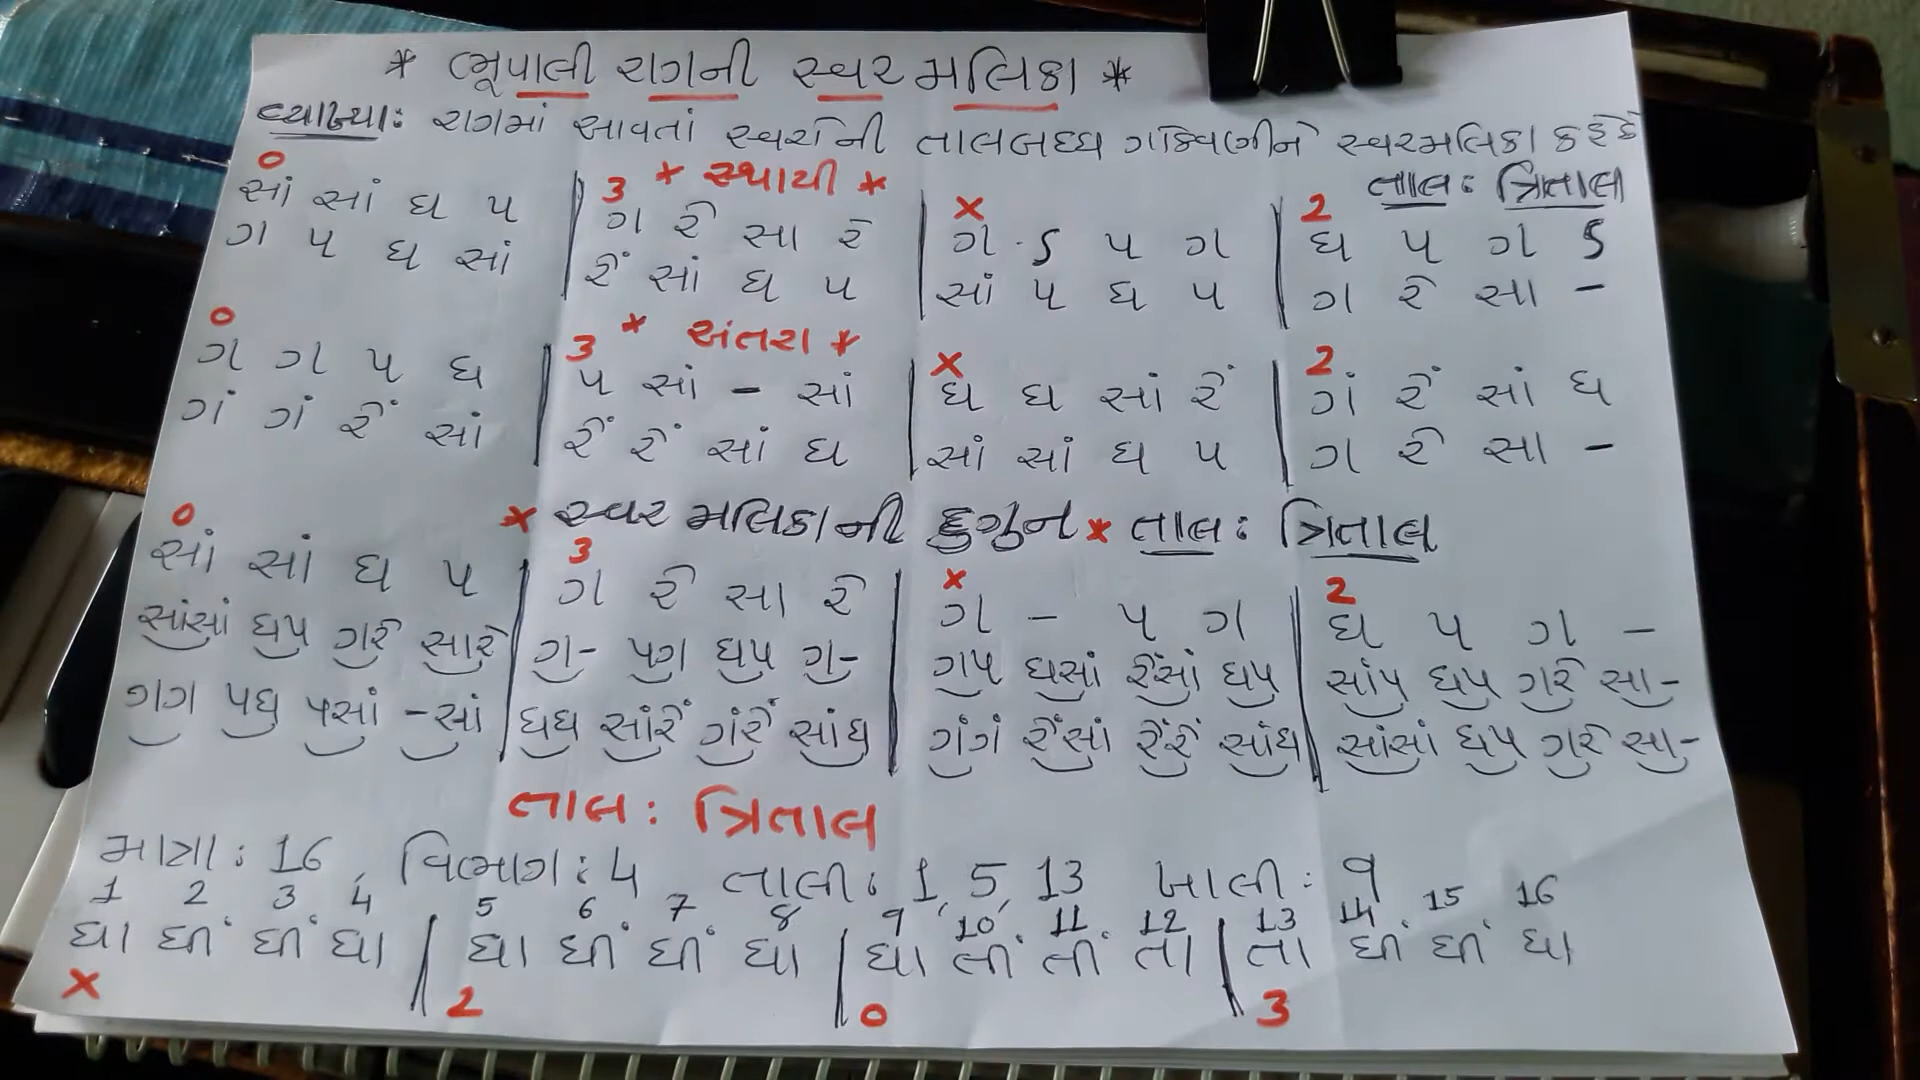 * ભૂપાલી રાગની સ્વર મલિકા *
વ્યાખ્યા: રાગમાં આવતાં સ્વરોની તાલબધ્ધ ગૂંથણીને સ્વરમલિકા કહે છે
* સ્થાયી * તાલ: ત્રિતાલ
0 3 x 2
સાં સાં ધ પ | ગ રે સા રે | ગ ડ પ ગ | ધ પ ગ ડ
ગ પ ધ સાં | રેં સાં ધ પ | સાં પ ધ પ | ગ રે સા -
* અંતરા *
0 3 x 2
ગ ગ પ ધ | પ સાં - સાં | ધ ધ સાં રેં | ગં રેં સાં ધ
ગં ગં રેં સાં | રેં રેં સાં ધ | સાં સાં ધ પ | ગ રે સા -
* સ્વર મલિકાની દુગુન * તાલ: ત્રિતાલ
0 3 x 2
સાં સાં ધ પ | ગ રે સા રે | ગ - પ ગ | ધ પ ગ -
સાંસાં ધપ ગરે સારે | ગ- પગ ધપ ગ- | ગપ ધસાં રેંસાં ધપ | સાંપ ધપ ગરે સા-
ગગ પધ પસાં -સાં | ધધ સાંરેં ગંરેં સાંધ | ગંગં રેંસાં રેંરેં સાંધ | સાંસાં ધપ ગરે સા-
તાલ: ત્રિતાલ
માત્રા: 16, વિભાગ: 4, તાલી: 1, 5, 13 ખાલી: 9
1 2 3 4 5 6 7 8 9 10 11 12 13 14 15 16
ધા ધીં ધીં ધા | ધા ધીં ધીં ધા | ધા તીં તીં તા | તા ધીં ધીં ધા
x 2 0 3